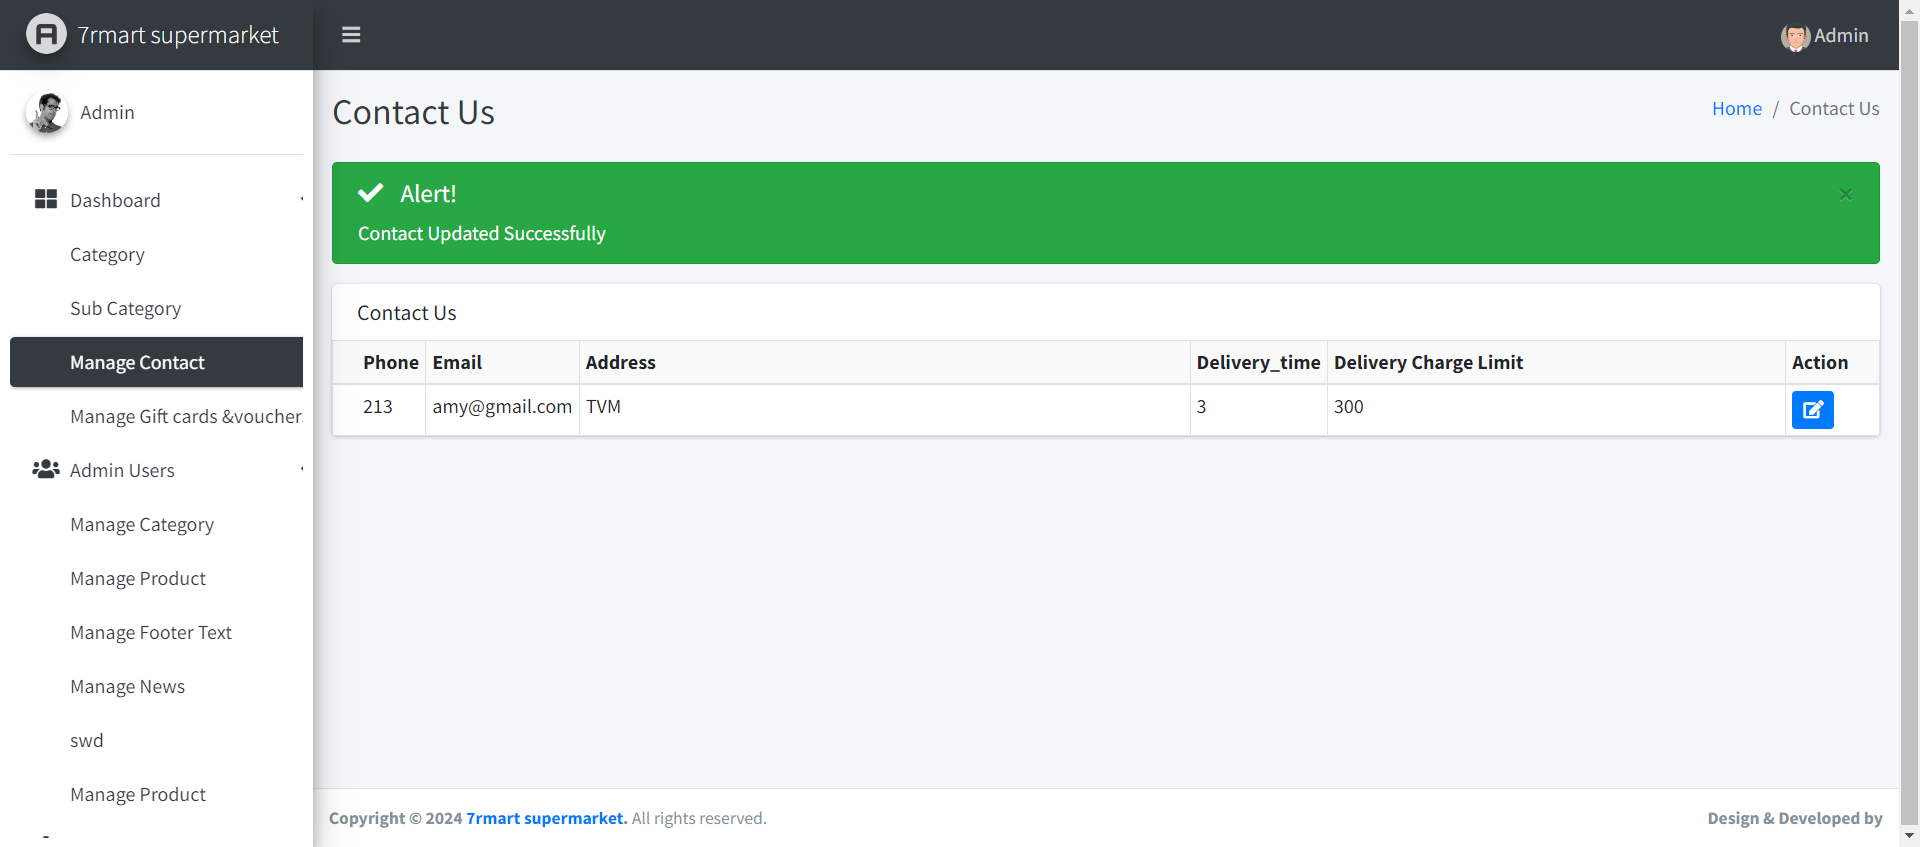 7rmart supermarket
Admin
Admin
Dashboard
Category
Sub Category
Manage Contact
Manage Gift cards &voucher
Admin Users
Manage Category
Manage Product
Manage Footer Text
Manage News
swd
Manage Product
Contact Us
Home / Contact Us
Alert!
×
Contact Updated Successfully
Contact Us
Phone Email Address Delivery_time Delivery Charge Limit Action
213 amy@gmail.com TVM 3 300
Copyright © 2024 7rmart supermarket. All rights reserved.
Design & Developed by